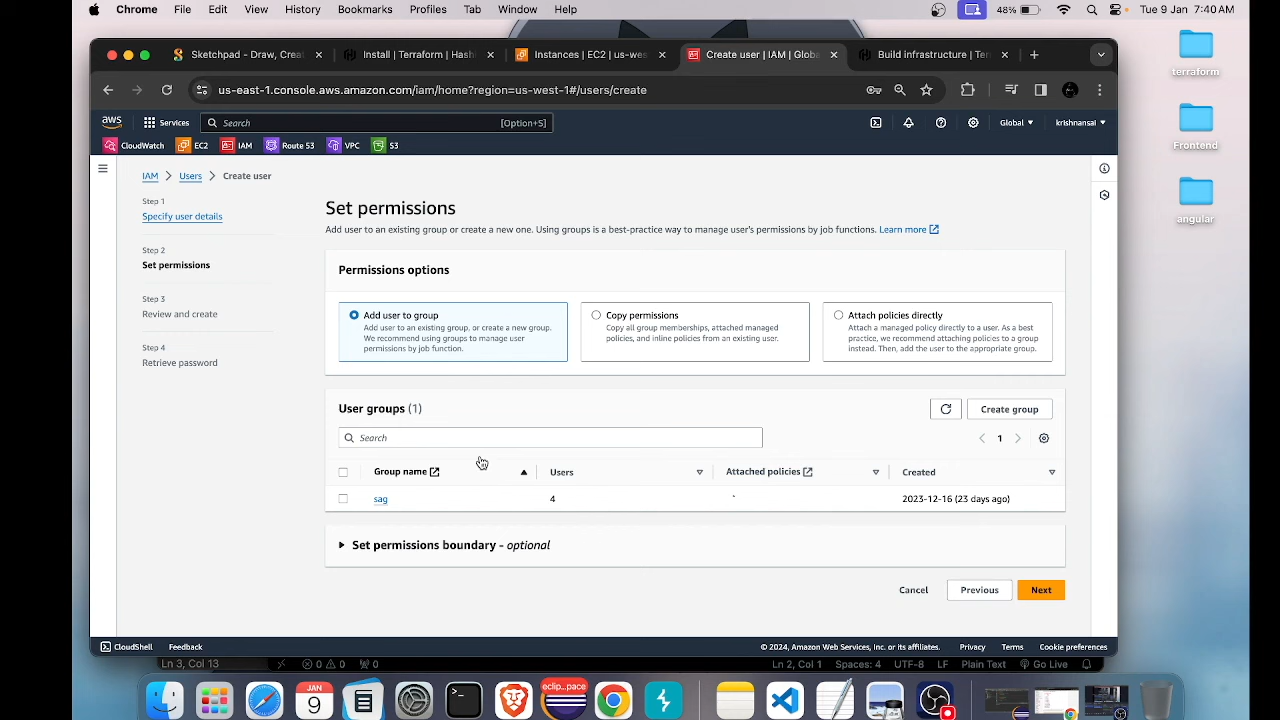 Chrome File Edit View History Bookmarks Profiles Tab Window Help 48% Tue 9 Jan 7:40 AM
Sketchpad - Draw, Crea
Install | Terraform | Hash
Instances | EC2 | us-wes
Create user | IAM | Globa
Build infrastructure | Ter
us-east-1.console.aws.amazon.com/iam/home?region=us-west-1#/users/create
aws Services Search [Option+S] Global krishnansai
CloudWatch EC2 IAM Route 53 VPC S3
IAM > Users > Create user
Step 1
Specify user details
Step 2
Set permissions
Step 3
Review and create
Step 4
Retrieve password
Set permissions
Add user to an existing group or create a new one. Using groups is a best-practice way to manage user's permissions by job functions. Learn more
Permissions options
Add user to group
Add user to an existing group, or create a new group.
We recommend using groups to manage user
permissions by job function.
Copy permissions
Copy all group memberships, attached managed
policies, and inline policies from an existing user.
Attach policies directly
Attach a managed policy directly to a user. As a best
practice, we recommend attaching policies to a group
instead. Then, add the user to the appropriate group.
User groups (1)
Create group
Search
1
Group name Users Attached policies Created
sag 4 - 2023-12-16 (23 days ago)
Set permissions boundary - optional
Cancel Previous Next
CloudShell Feedback © 2024, Amazon Web Services, Inc. or its affiliates. Privacy Terms Cookie preferences
Ln 3, Col 13 0 0 0 Ln 2, Col 1 Spaces: 4 UTF-8 LF Plain Text Go Live
terraform
Frontend
angular
JAN
9
eclip...pace